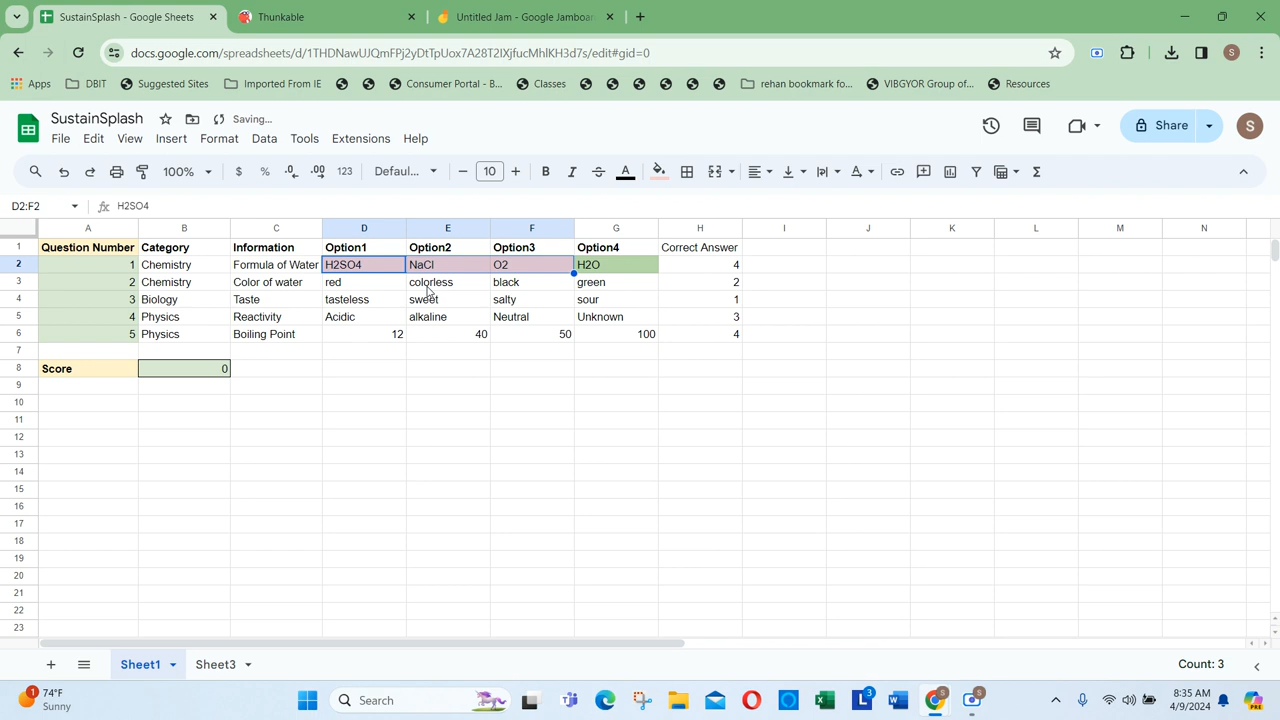 SustainSplash - Google Sheets
Thunkable
Untitled Jam - Google Jamboar
docs.google.com/spreadsheets/d/1THDNawUJQmFPj2yDtTpUox7A28T2IXjfucMhlKH3d7s/edit#gid=0
S
Apps DBIT Suggested Sites Imported From IE Consumer Portal - B... Classes rehan bookmark fo... VIBGYOR Group of... Resources
SustainSplash Saving...
File Edit View Insert Format Data Tools Extensions Help
Share
S
100% $ % .0 .00 123 Defaul... 10 B I S A
D2:F2 fx H2SO4
A B C D E F G H I J K L M N
1 Question Number Category Information Option1 Option2 Option3 Option4 Correct Answer
2 1 Chemistry Formula of Water H2SO4 NaCl O2 H2O 4
3 2 Chemistry Color of water red colorless black green 2
4 3 Biology Taste tasteless sweet salty sour 1
5 4 Physics Reactivity Acidic alkaline Neutral Unknown 3
6 5 Physics Boiling Point 12 40 50 100 4
7
8 Score 0
9
10
11
12
13
14
15
16
17
18
19
20
21
22
23
Sheet1 Sheet3 Count: 3
1 74°F
Sunny
Search
3
S
S
8:35 AM
4/9/2024
PRE